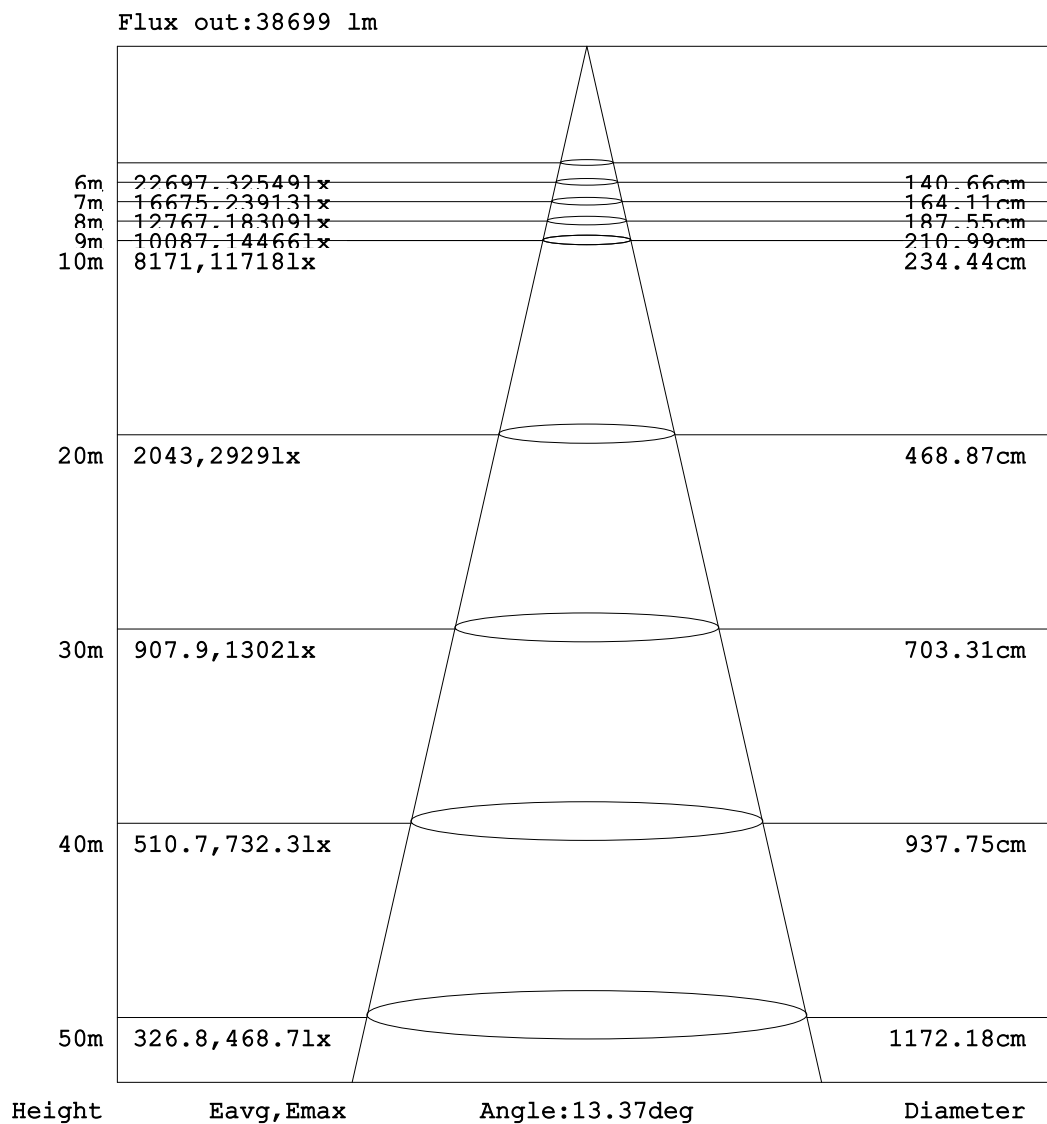 Flux out:38699 lm
6m 22697,32549lx 140.66cm
7m 16675,23913lx 164.11cm
8m 12767,18309lx 187.55cm
9m 10087,14466lx 210.99cm
10m 8171,11718lx 234.44cm
20m 2043,2929lx 468.87cm
30m 907.9,1302lx 703.31cm
40m 510.7,732.3lx 937.75cm
50m 326.8,468.7lx 1172.18cm
Height Eavg,Emax Angle:13.37deg Diameter